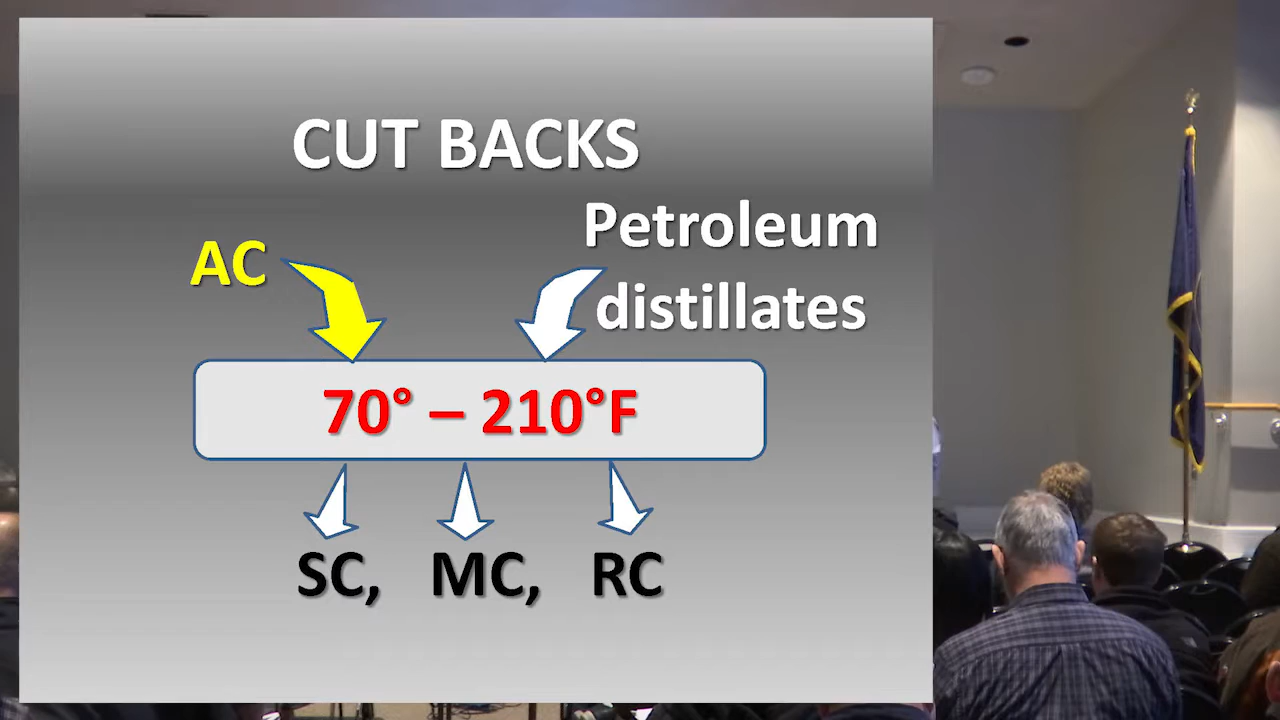 CUT BACKS
AC
Petroleum
distillates
70° – 210°F
SC, MC, RC